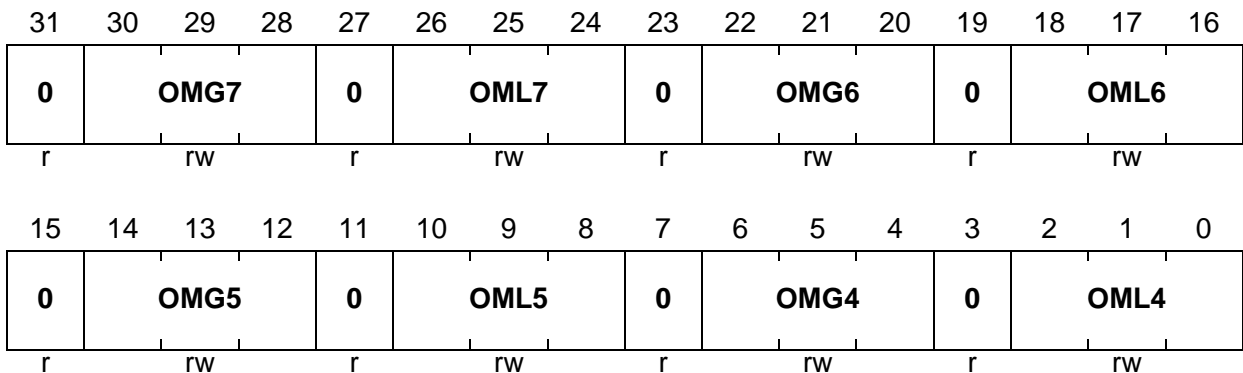 31 30 29 28 27 26 25 24 23 22 21 20 19 18 17 16
0 OMG7 0 OML7 0 OMG6 0 OML6
r rw r rw r rw r rw
15 14 13 12 11 10 9 8 7 6 5 4 3 2 1 0
0 OMG5 0 OML5 0 OMG4 0 OML4
r rw r rw r rw r rw